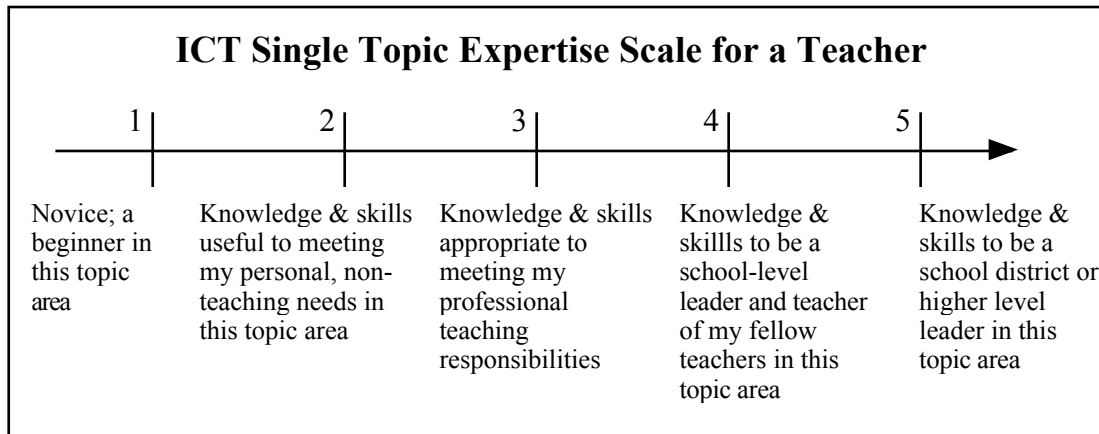 ICT Single Topic Expertise Scale for a Teacher
1
2
3
4
5
Novice; a
beginner in
this topic
area
Knowledge & skills
useful to meeting
my personal, non-
teaching needs in
this topic area
Knowledge & skills
appropriate to
meeting my
professional
teaching
responsibilities
Knowledge &
skillls to be a
school-level
leader and teacher
of my fellow
teachers in this
topic area
Knowledge &
skills to be a
school district or
higher level
leader in this
topic area